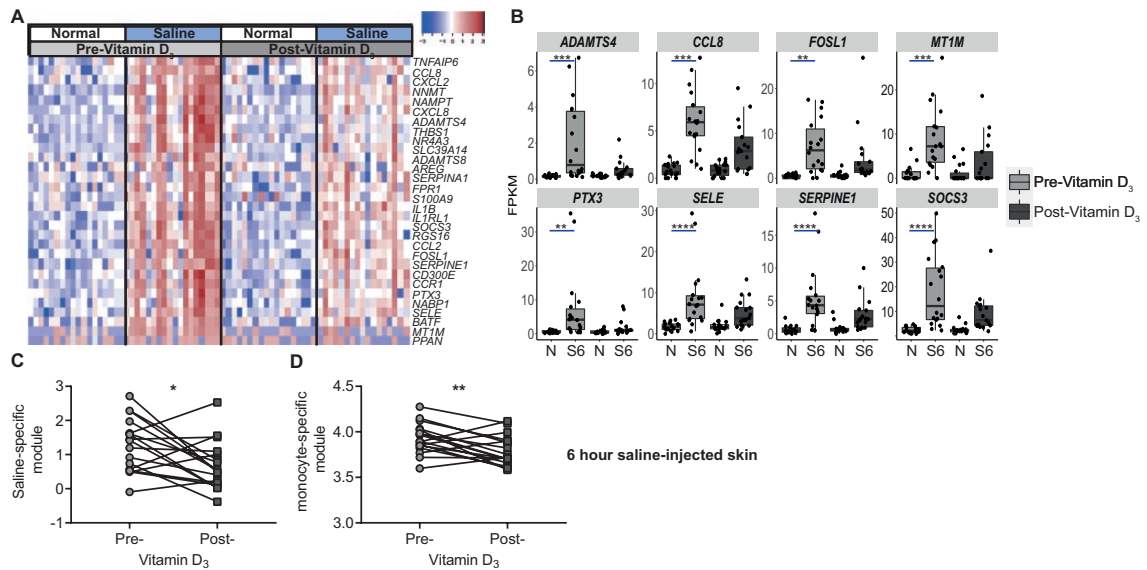 A
B
Normal
Saline
Normal
Saline
Pre-Vitamin D3
Post-Vitamin D3
-3 -2 -1 0 1 2 3
TNFAIP6
CCL8
CXCL2
NNMT
NAMPT
CXCL8
ADAMTS4
THBS1
NR4A3
SLC39A14
ADAMTS8
AREG
SERPINA1
FPR1
S100A9
IL1B
IL1RL1
SOCS3
RGS16
CCL2
FOSL1
SERPINE1
CD300E
CCR1
PTX3
NABP1
SELE
BATF
MT1M
PPAN
FPKM
ADAMTS4
***
6
4
2
0
CCL8
***
10
5
0
FOSL1
**
20
10
0
MT1M
***
20
10
0
PTX3
**
30
20
10
0
N S6 N S6
SELE
****
30
20
10
0
N S6 N S6
SERPINE1
****
15
10
5
0
N S6 N S6
SOCS3
****
50
40
30
20
10
0
N S6 N S6
Pre-Vitamin D3
Post-Vitamin D3
C
Saline-specific
module
3
2
1
0
-1
*
Pre- Post-
Vitamin D3
D
monocyte-specific
module
4.5
4.0
3.5
3.0
**
Pre- Post-
Vitamin D3
6 hour saline-injected skin